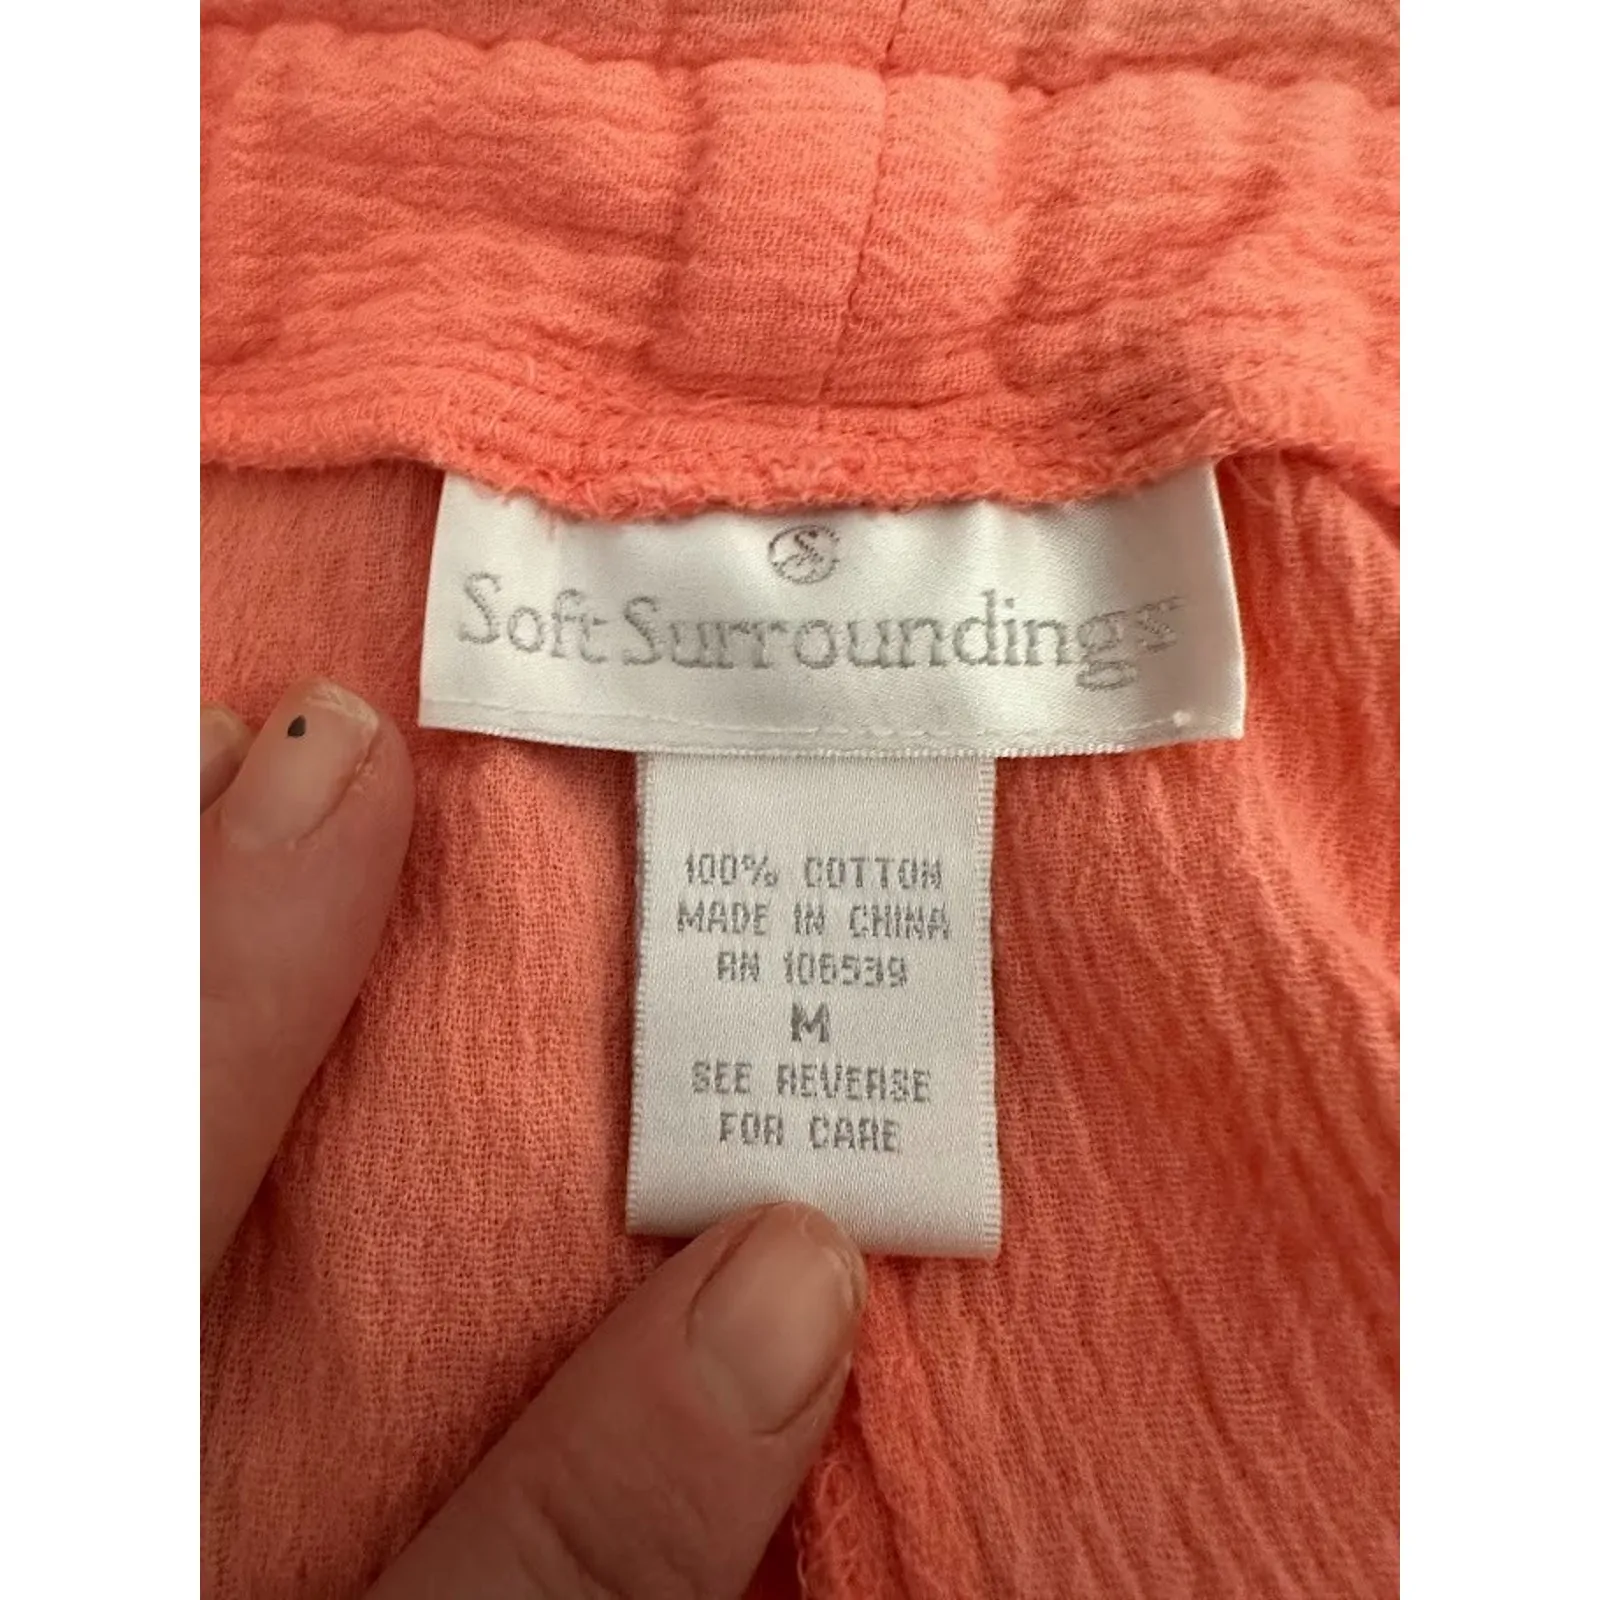 S
Soft Surroundings
100% COTTON
MADE IN CHINA
RN 106539
M
SEE REVERSE
FOR CARE